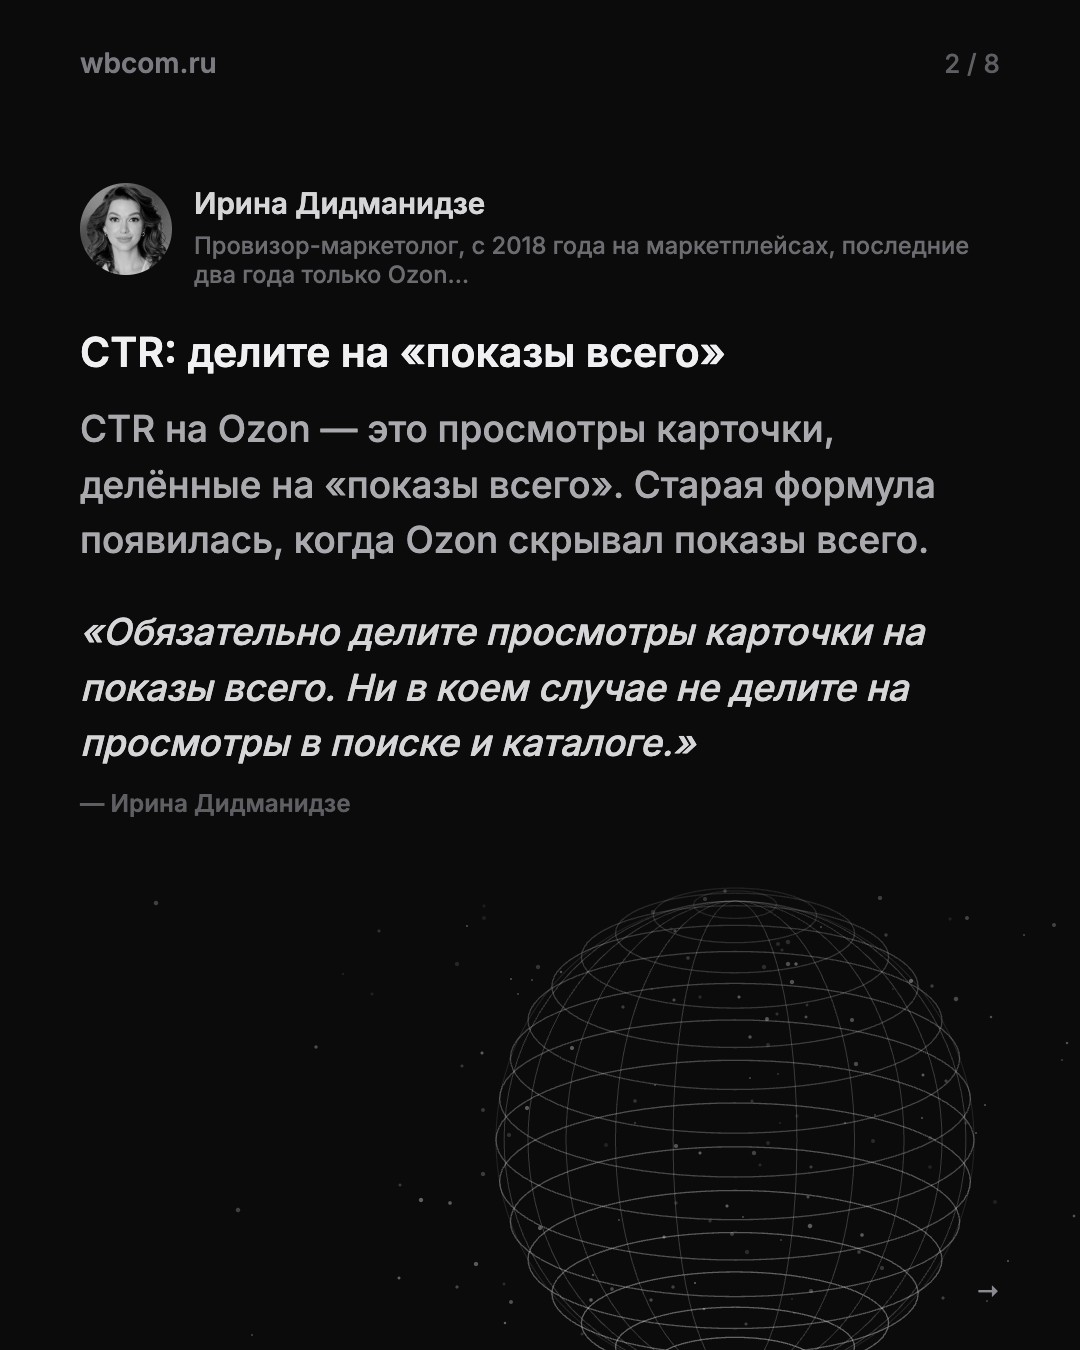 wbcom.ru
2 / 8
Ирина Дидманидзе
Провизор-маркетолог, с 2018 года на маркетплейсах, последние
два года только Ozon...
CTR: делите на «показы всего»
CTR на Ozon — это просмотры карточки,
делённые на «показы всего». Старая формула
появилась, когда Ozon скрывал показы всего.
«Обязательно делите просмотры карточки на
показы всего. Ни в коем случае не делите на
просмотры в поиске и каталоге.»
— Ирина Дидманидзе
→